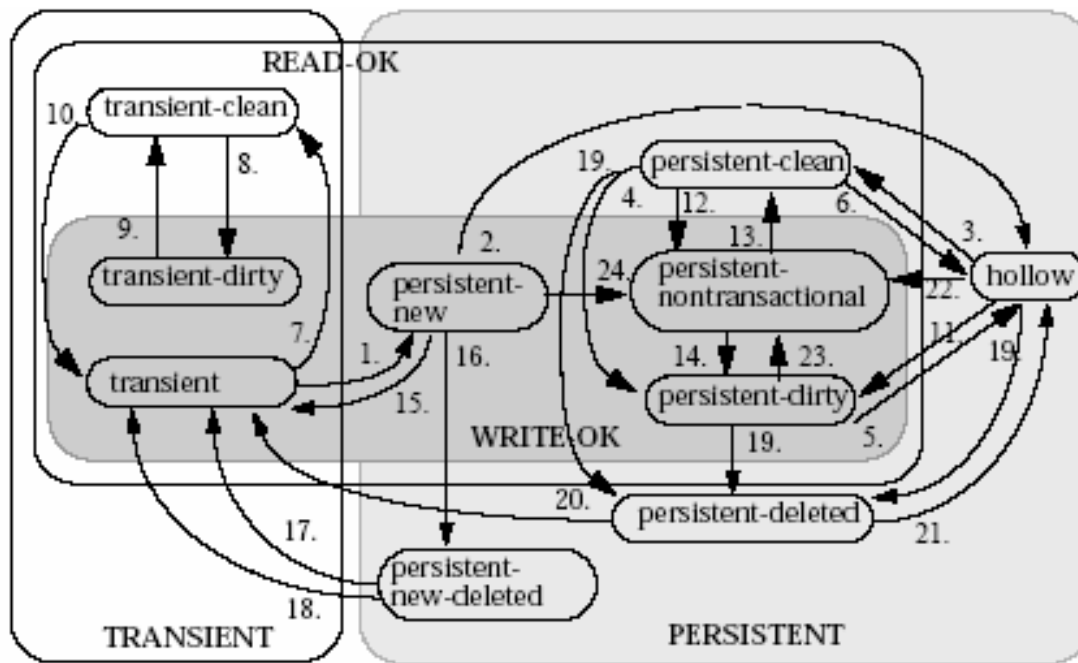 READ-OK
10.
transient-clean
8.
9.
transient-dirty
7.
transient
1.
15.
2.
persistent-
new
16.
24.
19.
4.
persistent-clean
12.
13.
6.
3.
persistent-
nontransactional
22.
hollow
14.
23.
11.
19.
persistent-dirty
5.
WRITE-OK
19.
20.
persistent-deleted
21.
17.
18.
persistent-
new-deleted
TRANSIENT
PERSISTENT